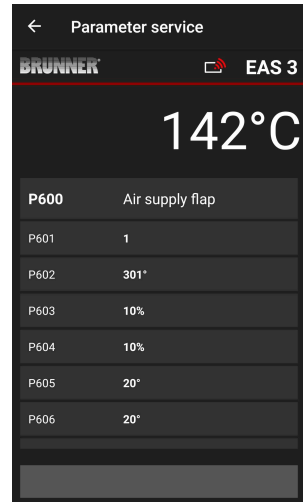 ← Parameter service
BRUNNER EAS 3
142°C
P600 Air supply flap
P601 1
P602 301°
P603 10%
P604 10%
P605 20°
P606 20°